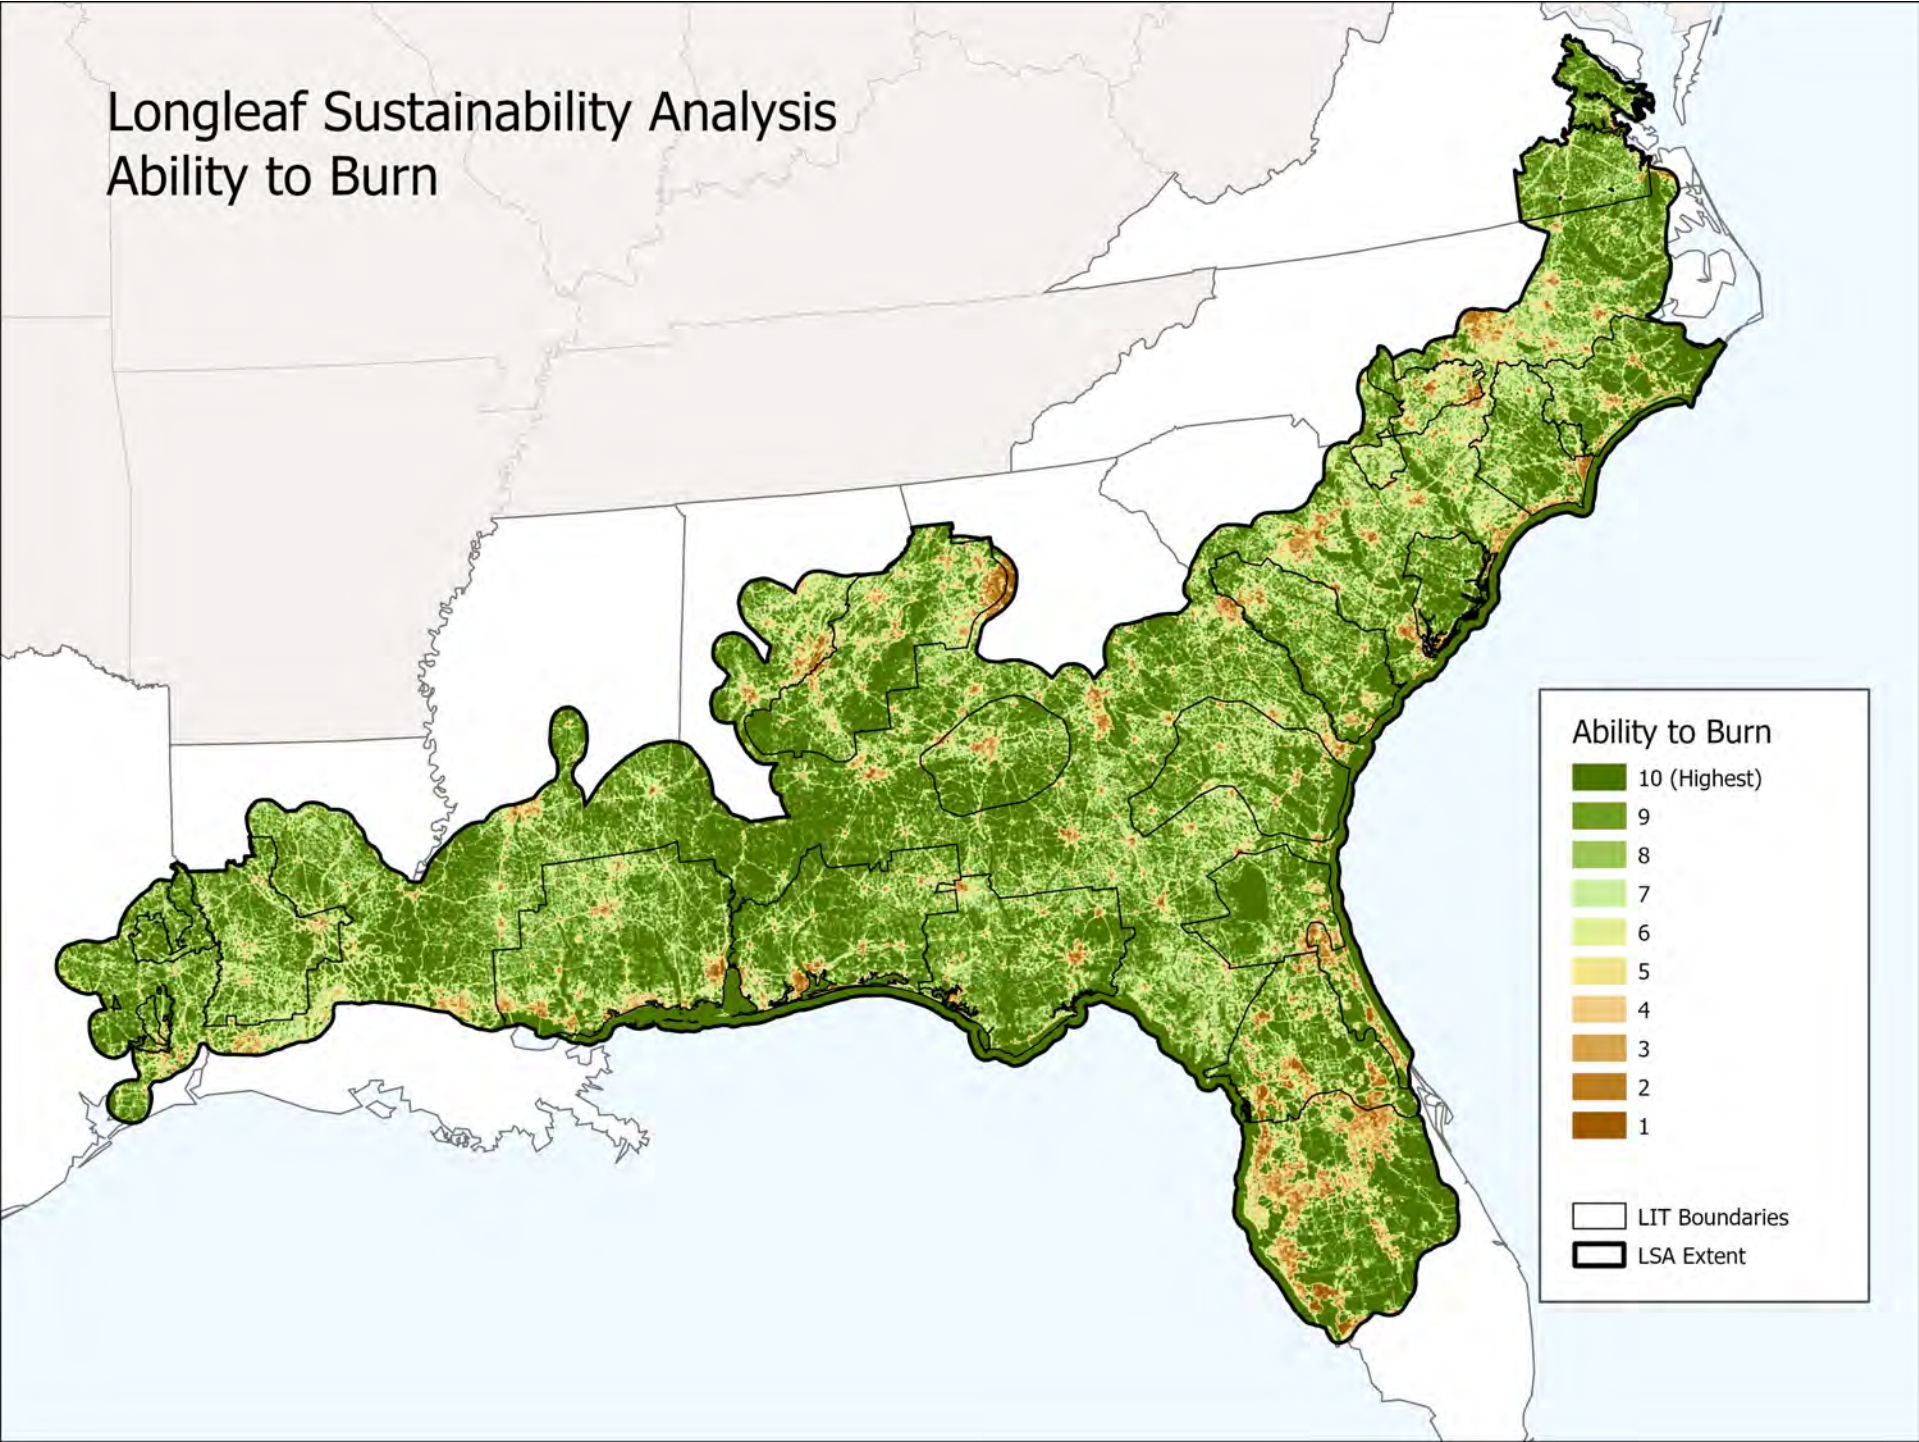 Longleaf Sustainability Analysis
Ability to Burn
Ability to Burn
10 (Highest)
9
8
7
6
5
4
3
2
1
LIT Boundaries
LSA Extent